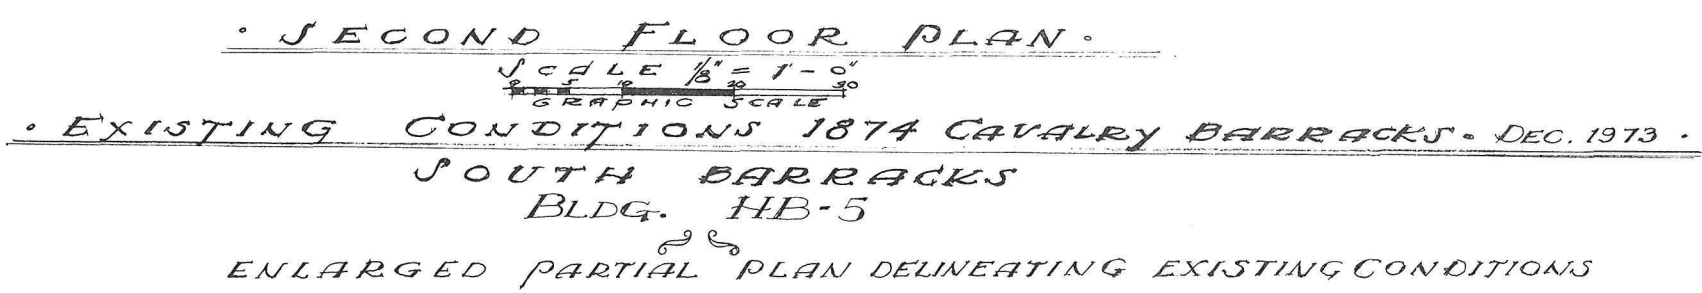 · SECOND FLOOR PLAN ·
SCALE 1/8" = 1'-0"
0 5 10 20 30
GRAPHIC SCALE
· EXISTING CONDITIONS 1874 CAVALRY BARRACKS · DEC. 1973 ·
SOUTH BARRACKS
BLDG. HB-5
ENLARGED PARTIAL PLAN DELINEATING EXISTING CONDITIONS